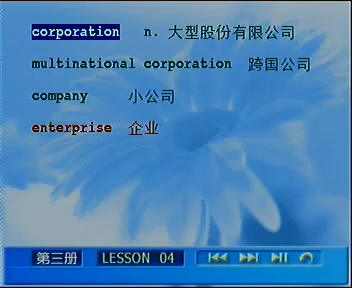 corporation n. 大型股份有限公司
multinational corporation 跨国公司
company 小公司
enterprise 企业
第三册 LESSON 04